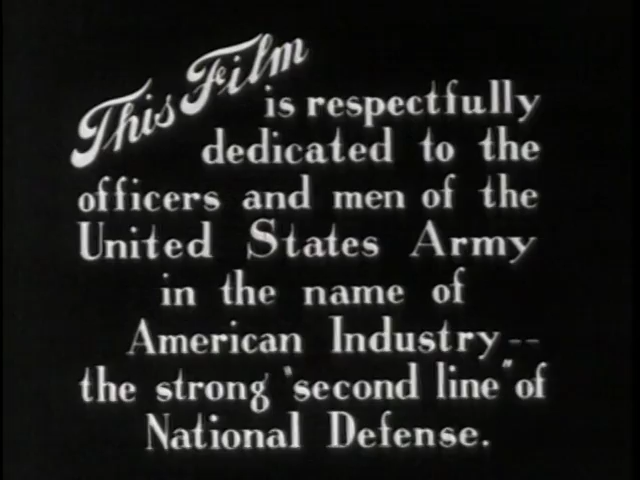 This Film
is respectfully
dedicated to the
officers and men of the
United States Army
in the name of
American Industry--
the strong "second line" of
National Defense.